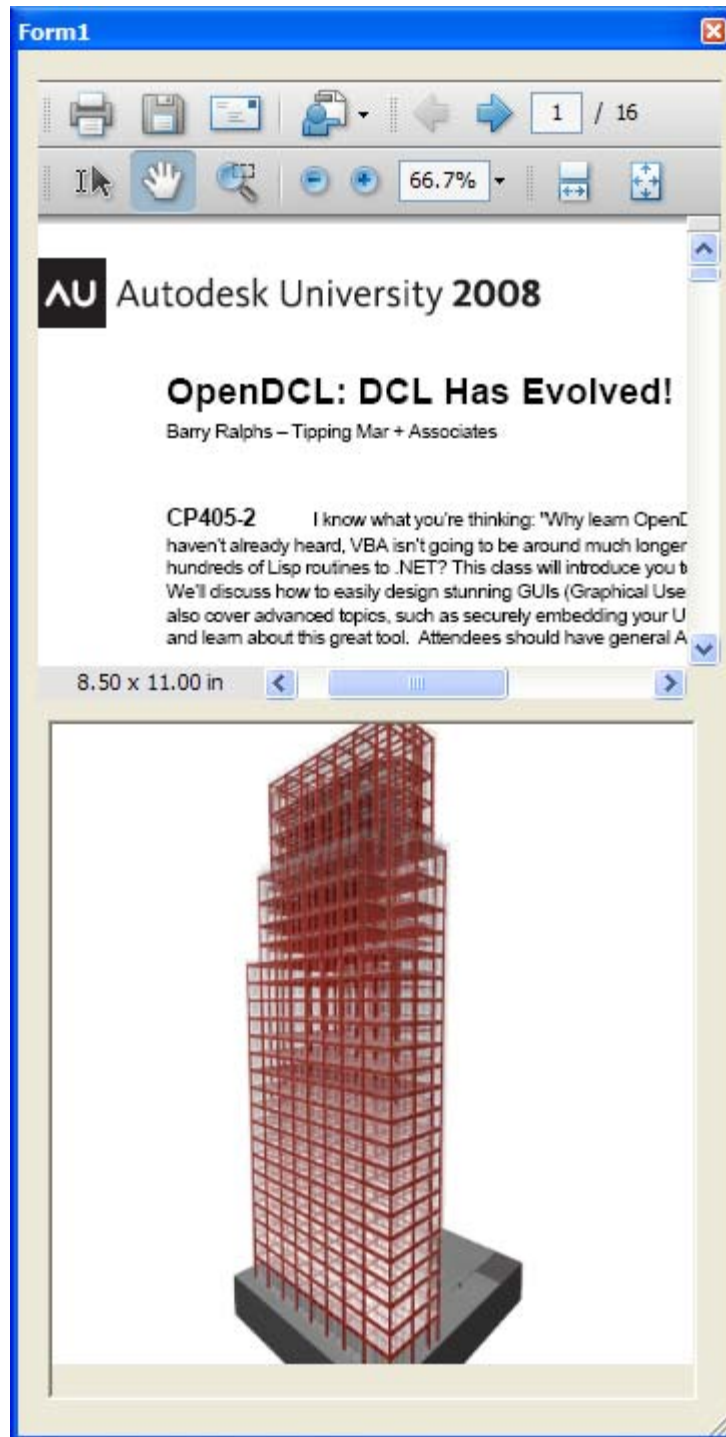 Form1
1 / 16
66.7%
AU Autodesk University 2008
OpenDCL: DCL Has Evolved!
Barry Ralphs – Tipping Mar + Associates
CP405-2 I know what you're thinking: "Why learn Open
haven't already heard, VBA isn't going to be around much longer
hundreds of Lisp routines to .NET? This class will introduce you
We'll discuss how to easily design stunning GUIs (Graphical Use
also cover advanced topics, such as securely embedding your U
and learn about this great tool. Attendees should have general A
8.50 x 11.00 in